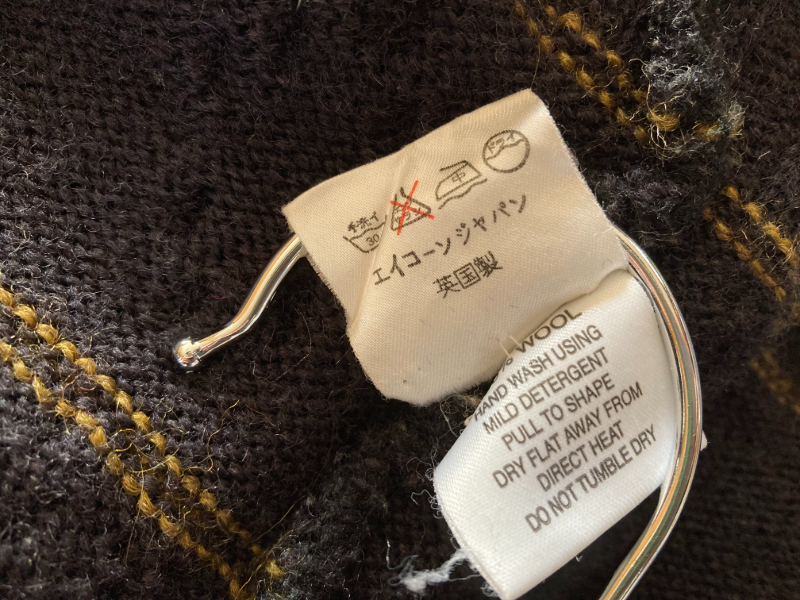 手洗イ
30
中
ドライ
エイコーンジャパン
英国製
WOOL
HAND WASH USING
MILD DETERGENT
PULL TO SHAPE
DRY FLAT AWAY FROM
DIRECT HEAT
DO NOT TUMBLE DRY